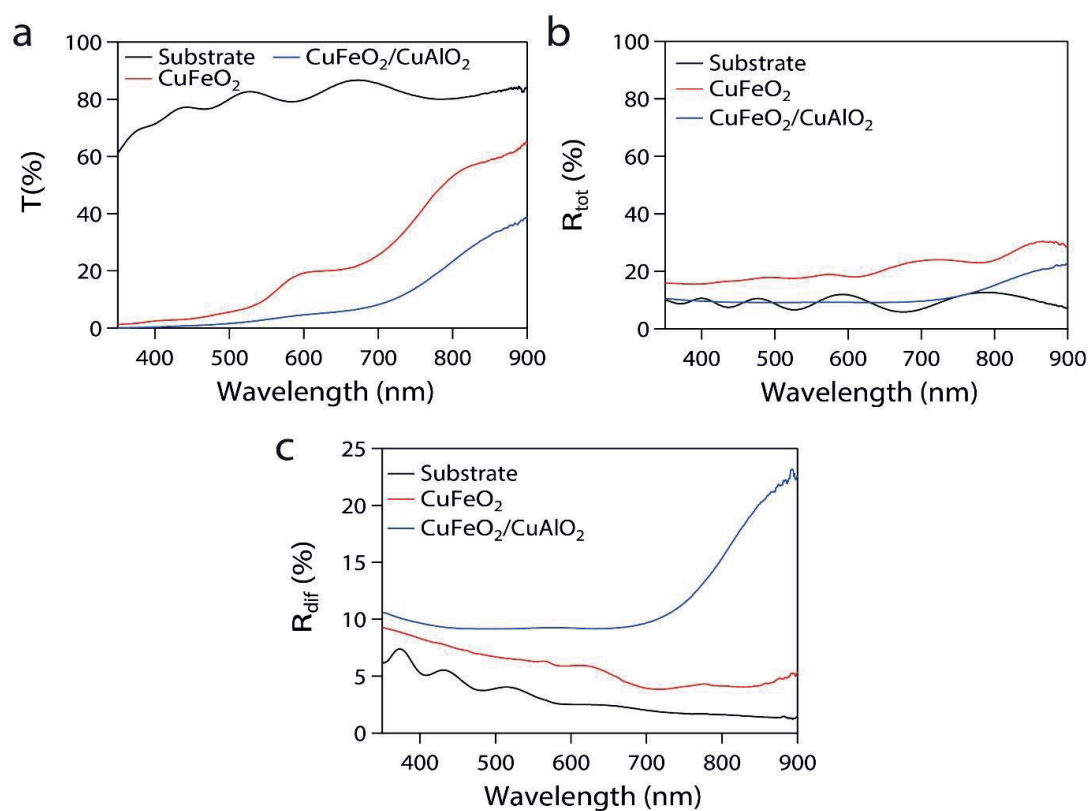 a
T(%)
100
80
60
40
20
0
Substrate
CuFeO₂
CuFeO₂/CuAlO₂
400 500 600 700 800 900
Wavelength (nm)
b
R_tot (%)
100
80
60
40
20
0
Substrate
CuFeO₂
CuFeO₂/CuAlO₂
400 500 600 700 800 900
Wavelength (nm)
c
R_dif (%)
25
20
15
10
5
0
Substrate
CuFeO₂
CuFeO₂/CuAlO₂
400 500 600 700 800 900
Wavelength (nm)